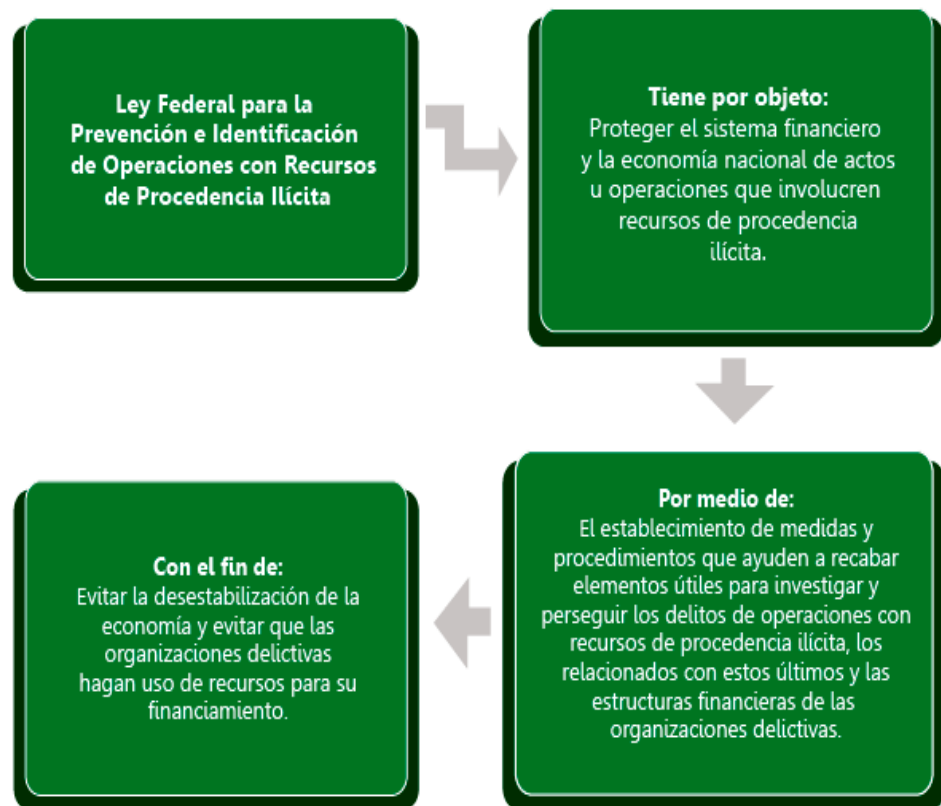 Ley Federal para la
Prevención e Identificación
de Operaciones con Recursos
de Procedencia Ilícita
Tiene por objeto:
Proteger el sistema financiero
y la economía nacional de actos
u operaciones que involucren
recursos de procedencia
ilícita.
Por medio de:
El establecimiento de medidas y
procedimientos que ayuden a recabar
elementos útiles para investigar y
perseguir los delitos de operaciones con
recursos de procedencia ilícita, los
relacionados con estos últimos y las
estructuras financieras de las
organizaciones delictivas.
Con el fin de:
Evitar la desestabilización de la
economía y evitar que las
organizaciones delictivas
hagan uso de recursos para su
financiamiento.